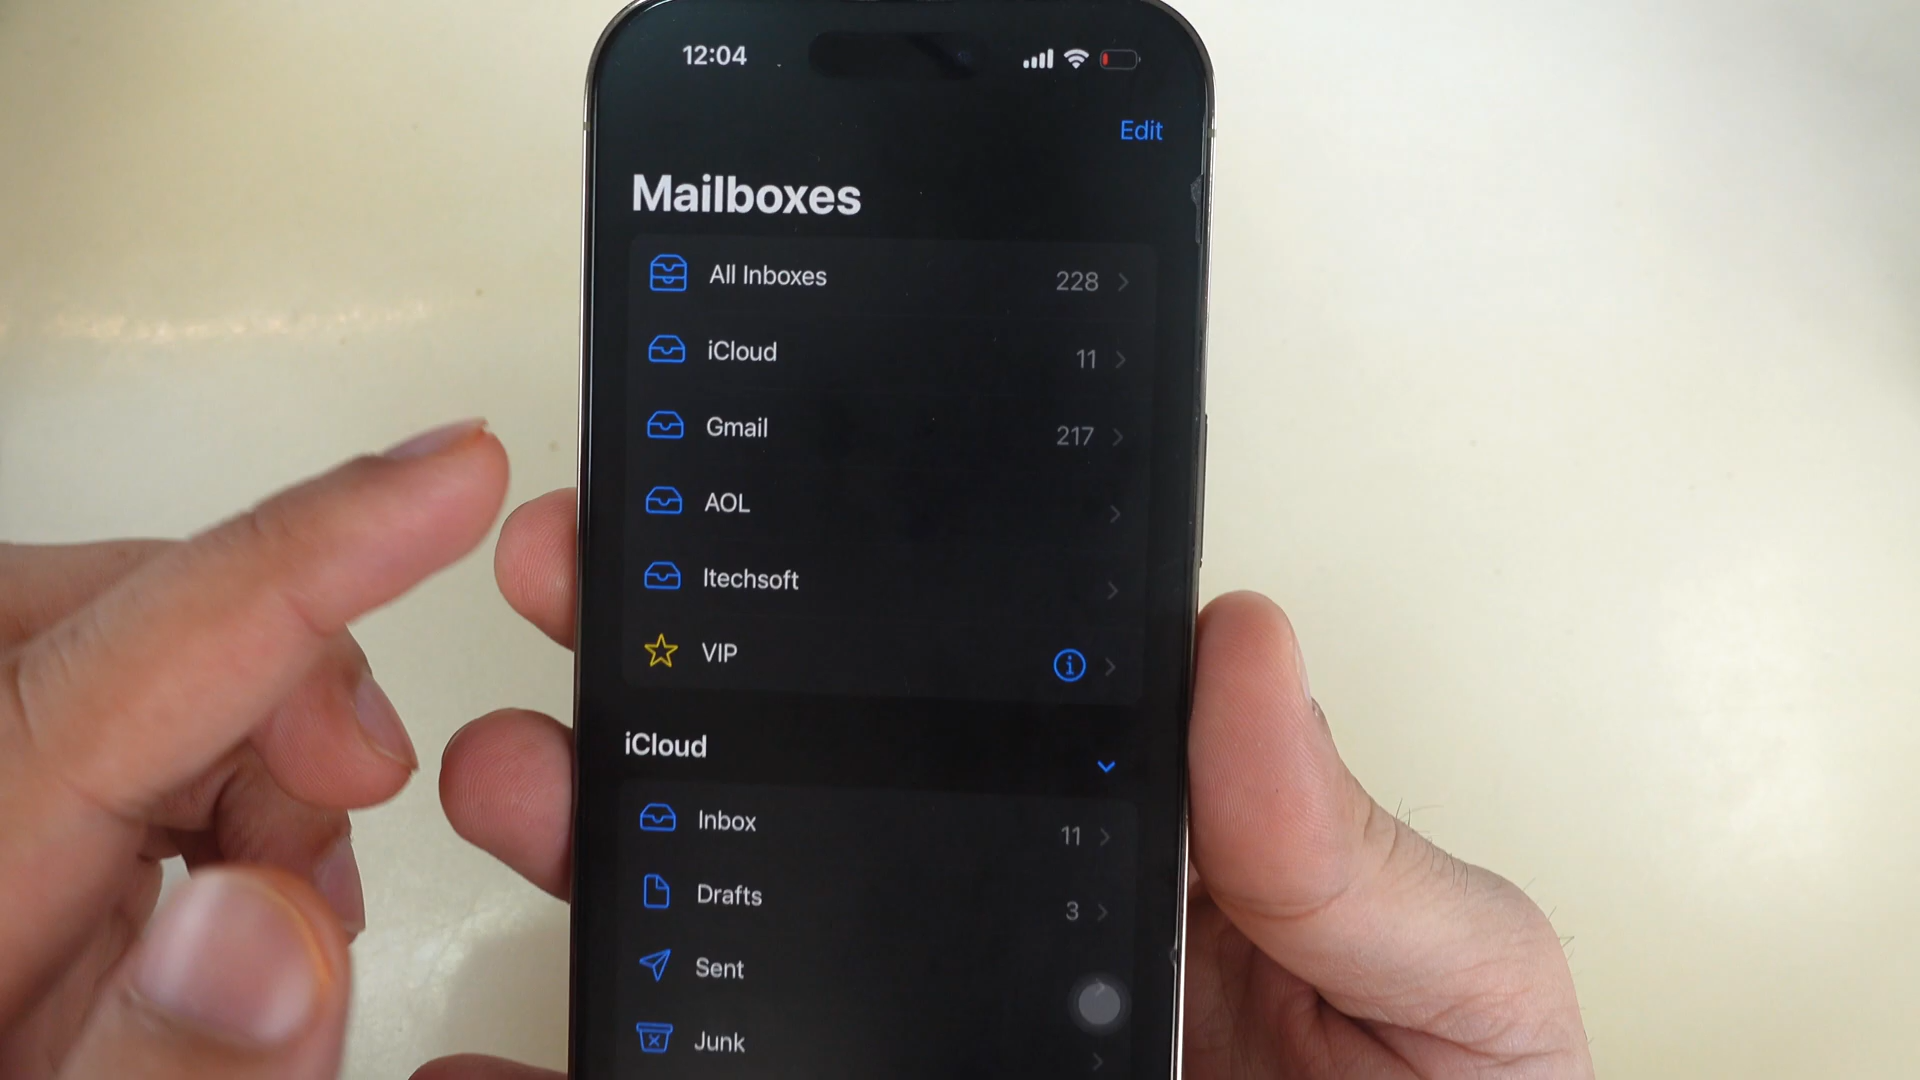 12:04
Edit
Mailboxes
All Inboxes 228
iCloud 11
Gmail 217
AOL
Itechsoft
VIP
iCloud
Inbox 11
Drafts 3
Sent
Junk